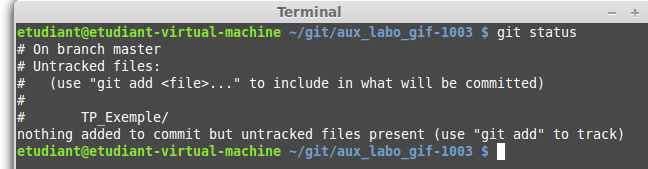 Terminal
etudiant@etudiant-virtual-machine ~/git/aux_labo_gif-1003 $ git status
# On branch master
# Untracked files:
#   (use "git add <file>..." to include in what will be committed)
#
#       TP_Exemple/
nothing added to commit but untracked files present (use "git add" to track)
etudiant@etudiant-virtual-machine ~/git/aux_labo_gif-1003 $